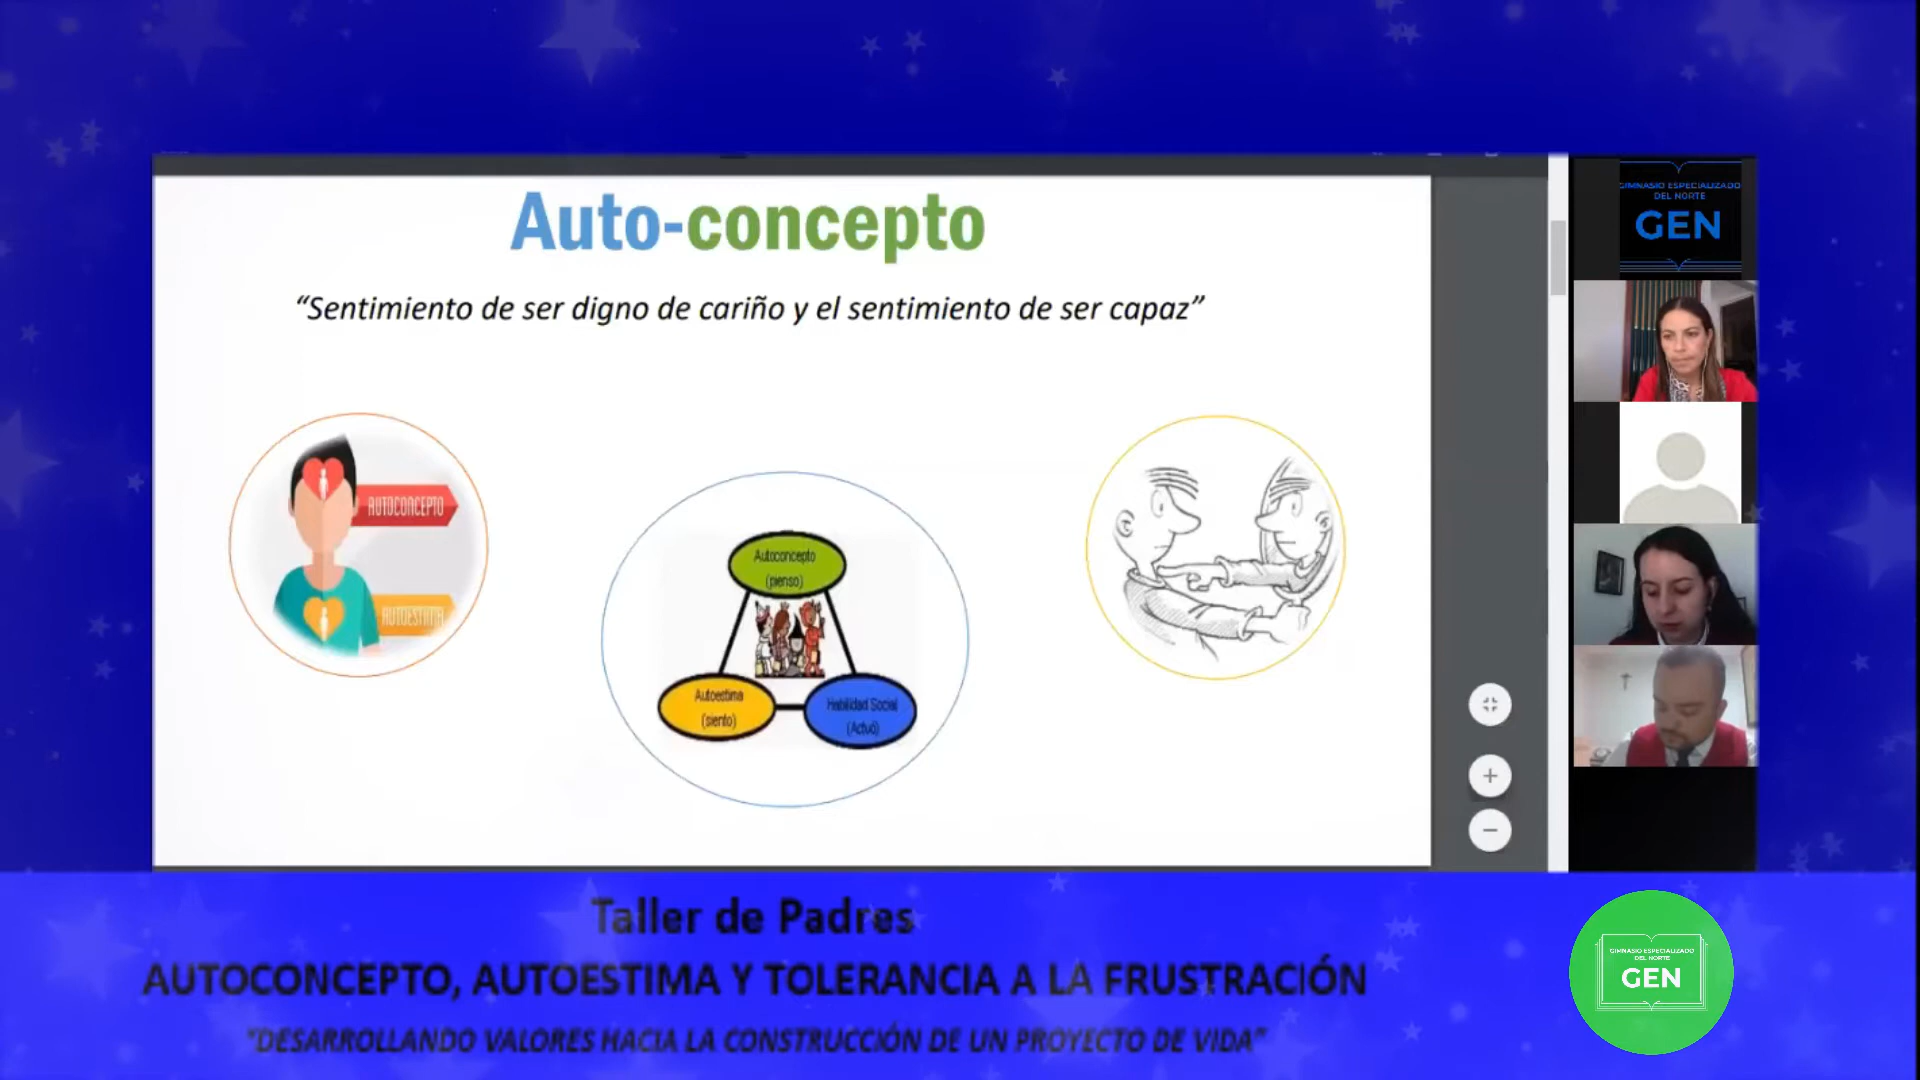 Auto-concepto
“Sentimiento de ser digno de cariño y el sentimiento de ser capaz”
AUTOCONCEPTO
AUTOESTIMA
Autoconcepto
(pienso)
Autoestima
(siento)
Habilidad Social
(Actuó)
GIMNASIO ESPECIALIZADO
DEL NORTE
GEN
Taller de Padres
AUTOCONCEPTO, AUTOESTIMA Y TOLERANCIA A LA FRUSTRACIÓN
“DESARROLLANDO VALORES HACIA LA CONSTRUCCIÓN DE UN PROYECTO DE VIDA”
GIMNASIO ESPECIALIZADO
DEL NORTE
GEN